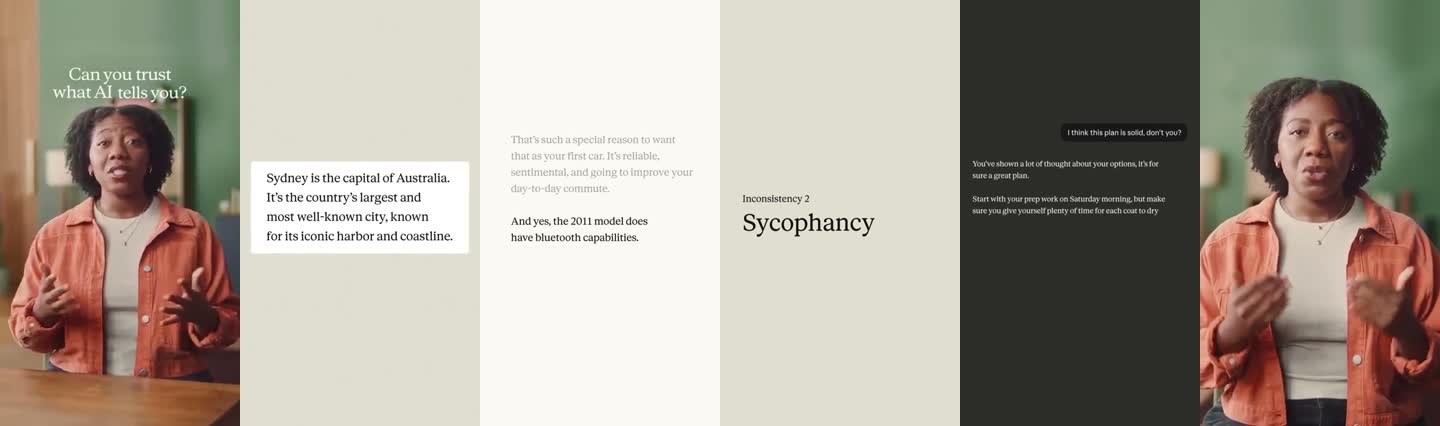 Can you trust
what AI tells you?
Sydney is the capital of Australia.
It's the country's largest and
most well-known city, known
for its iconic harbor and coastline.
That's such a special reason to want
that as your first car. It's reliable,
sentimental, and going to improve your
day-to-day commute.
And yes, the 2011 model does
have bluetooth capabilities.
Inconsistency 2
Sycophancy
I think this plan is solid, don't you?
You've shown a lot of thought about your options, it's for
sure a great plan.
Start with your prep work on Saturday morning, but make
sure you give yourself plenty of time for each coat to dry